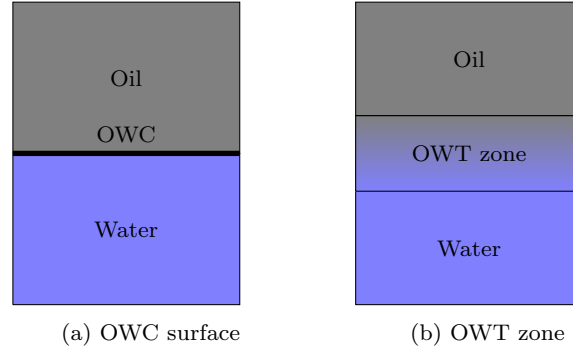 Oil
OWC
Water
(a) OWC surface
Oil
OWT zone
Water
(b) OWT zone